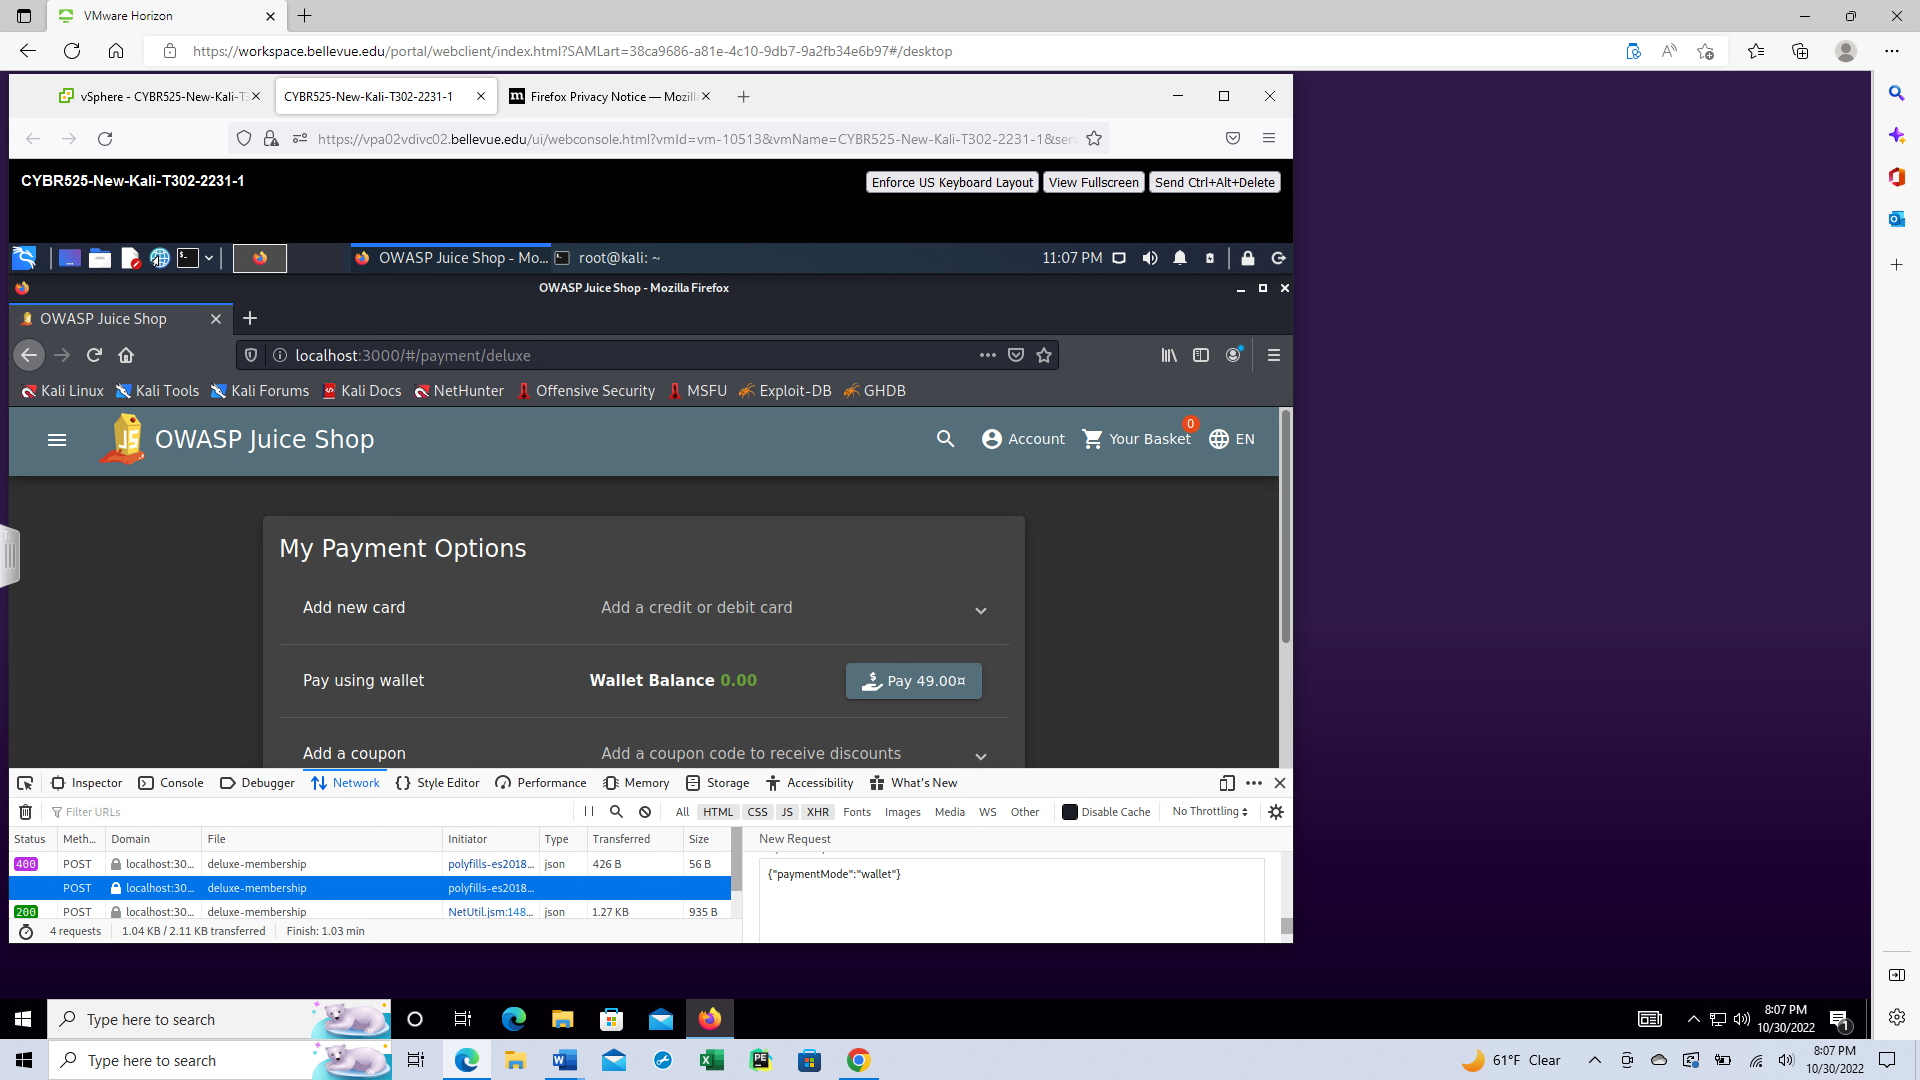 VMware Horizon
https://workspace.bellevue.edu/portal/webclient/index.html?SAMLart=38ca9686-a81e-4c10-9db7-9a2fb34e6b97#/desktop
vSphere - CYBR525-New-Kali-T3
CYBR525-New-Kali-T302-2231-1
Firefox Privacy Notice — Mozill
https://vpa02vdivc02.bellevue.edu/ui/webconsole.html?vmId=vm-10513&vmName=CYBR525-New-Kali-T302-2231-1&ser
CYBR525-New-Kali-T302-2231-1
Enforce US Keyboard Layout
View Fullscreen
Send Ctrl+Alt+Delete
OWASP Juice Shop - Mo...
root@kali: ~
11:07 PM
OWASP Juice Shop - Mozilla Firefox
OWASP Juice Shop
localhost:3000/#/payment/deluxe
Kali Linux
Kali Tools
Kali Forums
Kali Docs
NetHunter
Offensive Security
MSFU
Exploit-DB
GHDB
OWASP Juice Shop
Account
Your Basket
0
EN
My Payment Options
Add new card
Add a credit or debit card
Pay using wallet
Wallet Balance 0.00
Pay 49.00¤
Add a coupon
Add a coupon code to receive discounts
Inspector
Console
Debugger
Network
Style Editor
Performance
Memory
Storage
Accessibility
What's New
Filter URLs
All
HTML
CSS
JS
XHR
Fonts
Images
Media
WS
Other
Disable Cache
No Throttling
Status
Meth...
Domain
File
Initiator
Type
Transferred
Size
New Request
400 POST localhost:30... deluxe-membership polyfills-es2018... json 426 B 56 B
POST localhost:30... deluxe-membership polyfills-es2018...
{"paymentMode":"wallet"}
200 POST localhost:30... deluxe-membership NetUtil.jsm:148... json 1.27 KB 935 B
4 requests
1.04 KB / 2.11 KB transferred
Finish: 1.03 min
Type here to search
8:07 PM
10/30/2022
1
Type here to search
61°F Clear
8:07 PM
10/30/2022